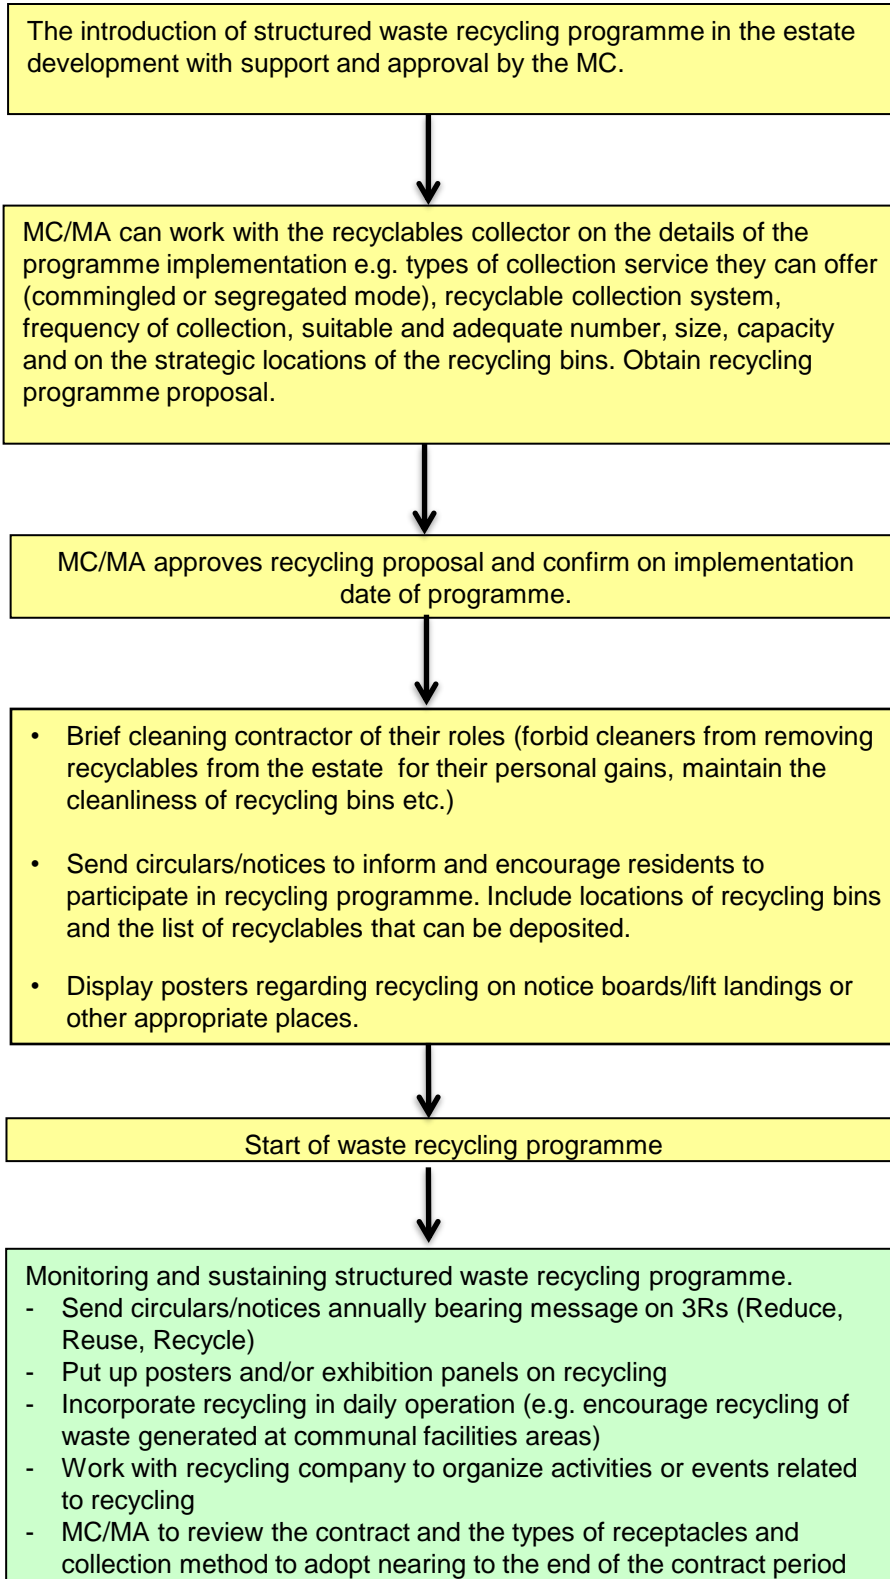 The introduction of structured waste recycling programme in the estate
development with support and approval by the MC.
MC/MA can work with the recyclables collector on the details of the
programme implementation e.g. types of collection service they can offer
(commingled or segregated mode), recyclable collection system,
frequency of collection, suitable and adequate number, size, capacity
and on the strategic locations of the recycling bins. Obtain recycling
programme proposal.
MC/MA approves recycling proposal and confirm on implementation
date of programme.
• Brief cleaning contractor of their roles (forbid cleaners from removing
recyclables from the estate for their personal gains, maintain the
cleanliness of recycling bins etc.)
• Send circulars/notices to inform and encourage residents to
participate in recycling programme. Include locations of recycling bins
and the list of recyclables that can be deposited.
• Display posters regarding recycling on notice boards/lift landings or
other appropriate places.
Start of waste recycling programme
Monitoring and sustaining structured waste recycling programme.
- Send circulars/notices annually bearing message on 3Rs (Reduce,
Reuse, Recycle)
- Put up posters and/or exhibition panels on recycling
- Incorporate recycling in daily operation (e.g. encourage recycling of
waste generated at communal facilities areas)
- Work with recycling company to organize activities or events related
to recycling
- MC/MA to review the contract and the types of receptacles and
collection method to adopt nearing to the end of the contract period